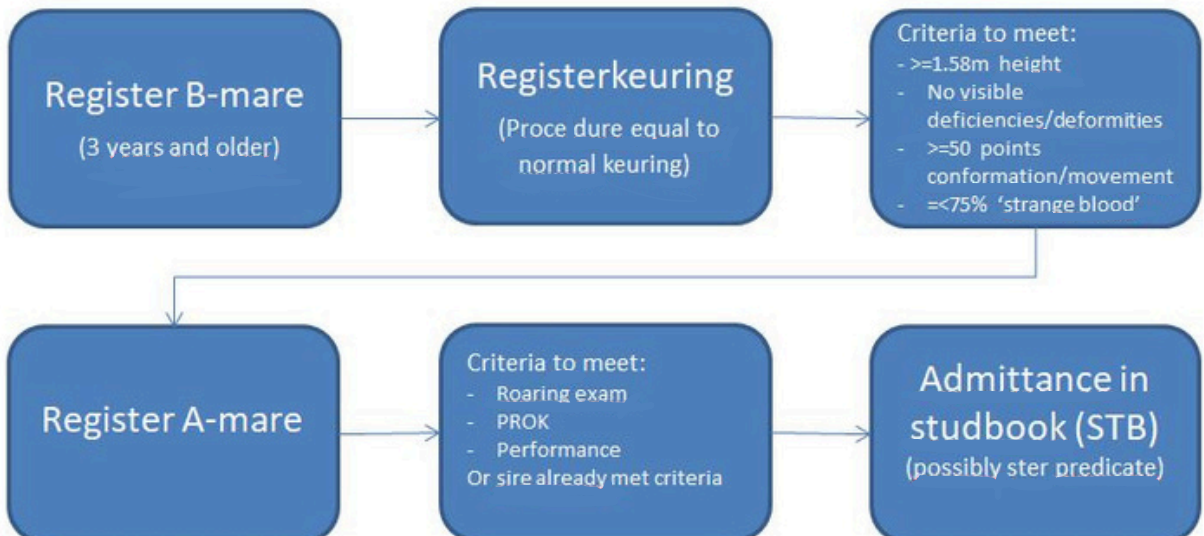 Register B-mare
(3 years and older)
Registerkeuring
(Proce dure equal to
normal keuring)
Criteria to meet:
- >=1.58m height
- No visible
deficiencies/deformities
- >=50 points
conformation/movement
- =<75% ‘strange blood’
Register A-mare
Criteria to meet:
- Roaring exam
- PROK
- Performance
Or sire already met criteria
Admittance in
studbook (STB)
(possibly ster predicate)